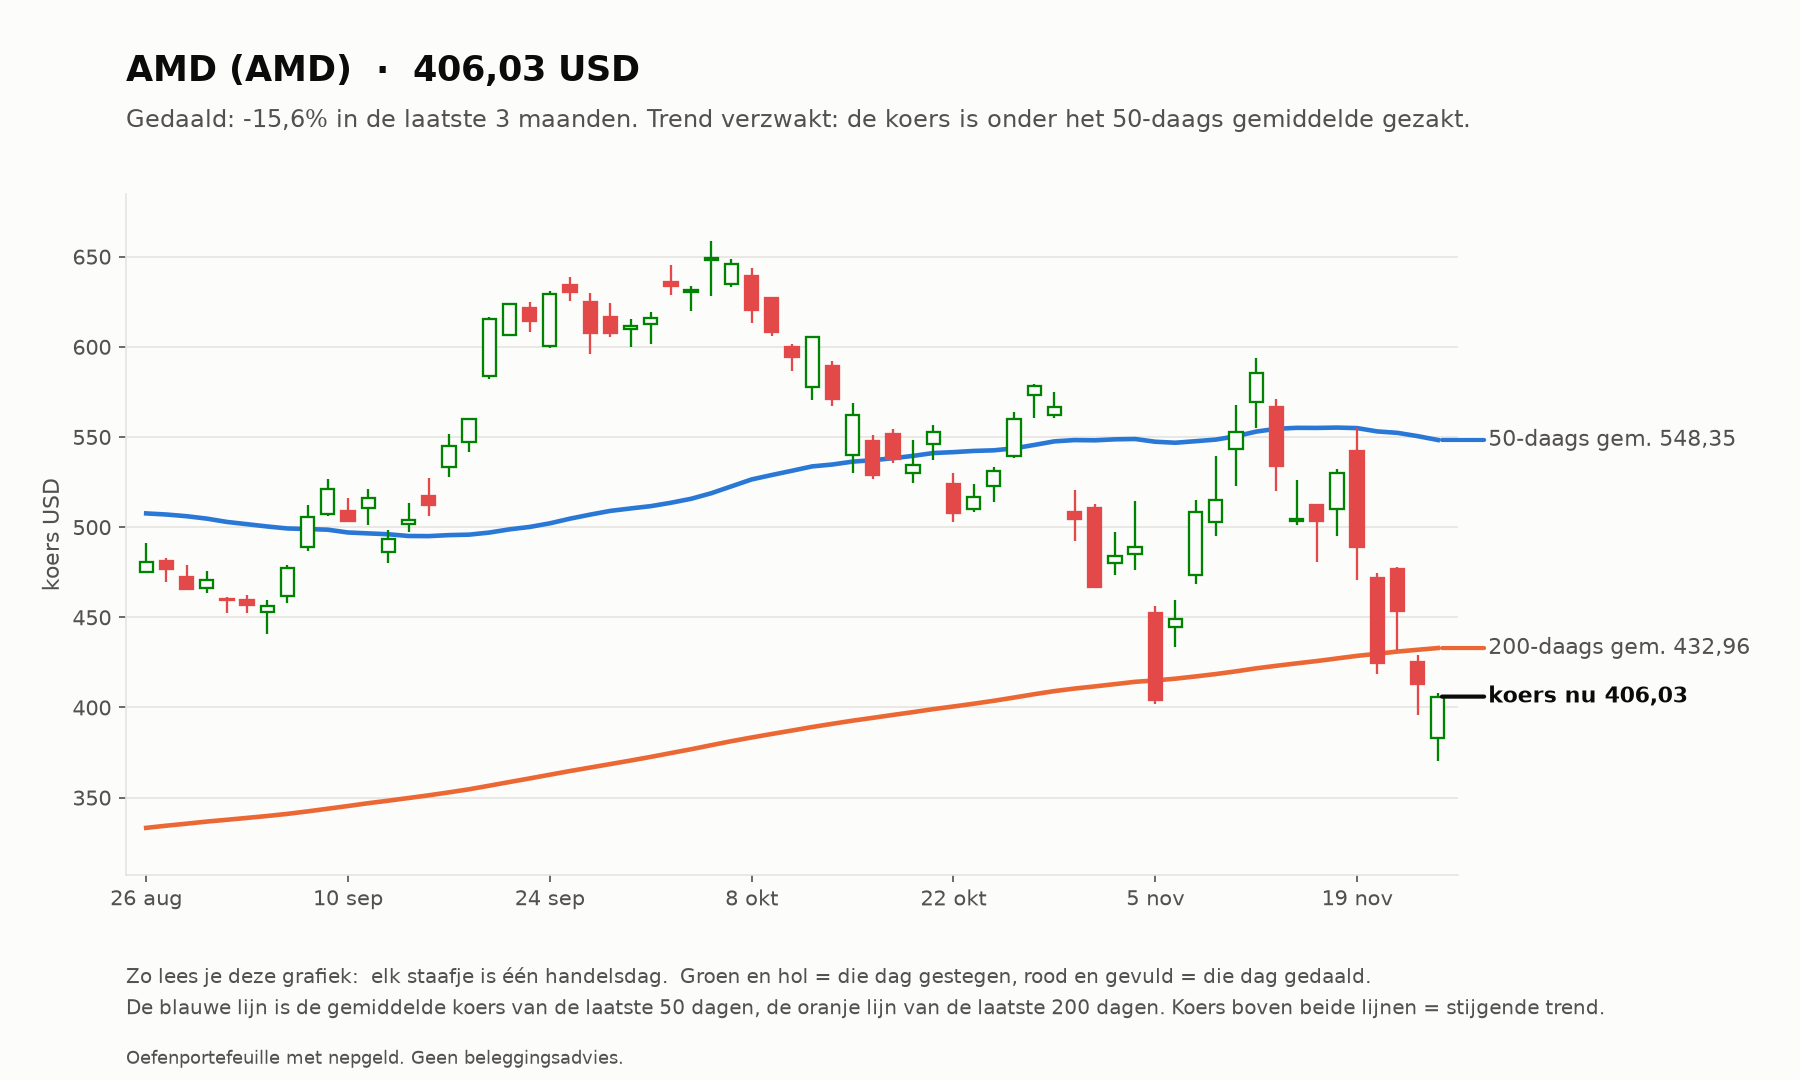 AMD (AMD)  ·  406,03 USD
Gedaald: -15,6% in de laatste 3 maanden. Trend verzwakt: de koers is onder het 50-daags gemiddelde gezakt.
koers USD
650
600
550
500
450
400
350
50-daags gem. 548,35
200-daags gem. 432,96
koers nu 406,03
26 aug
10 sep
24 sep
8 okt
22 okt
5 nov
19 nov
Zo lees je deze grafiek:  elk staafje is één handelsdag.  Groen en hol = die dag gestegen, rood en gevuld = die dag gedaald.
De blauwe lijn is de gemiddelde koers van de laatste 50 dagen, de oranje lijn van de laatste 200 dagen. Koers boven beide lijnen = stijgende trend.
Oefenportefeuille met nepgeld. Geen beleggingsadvies.